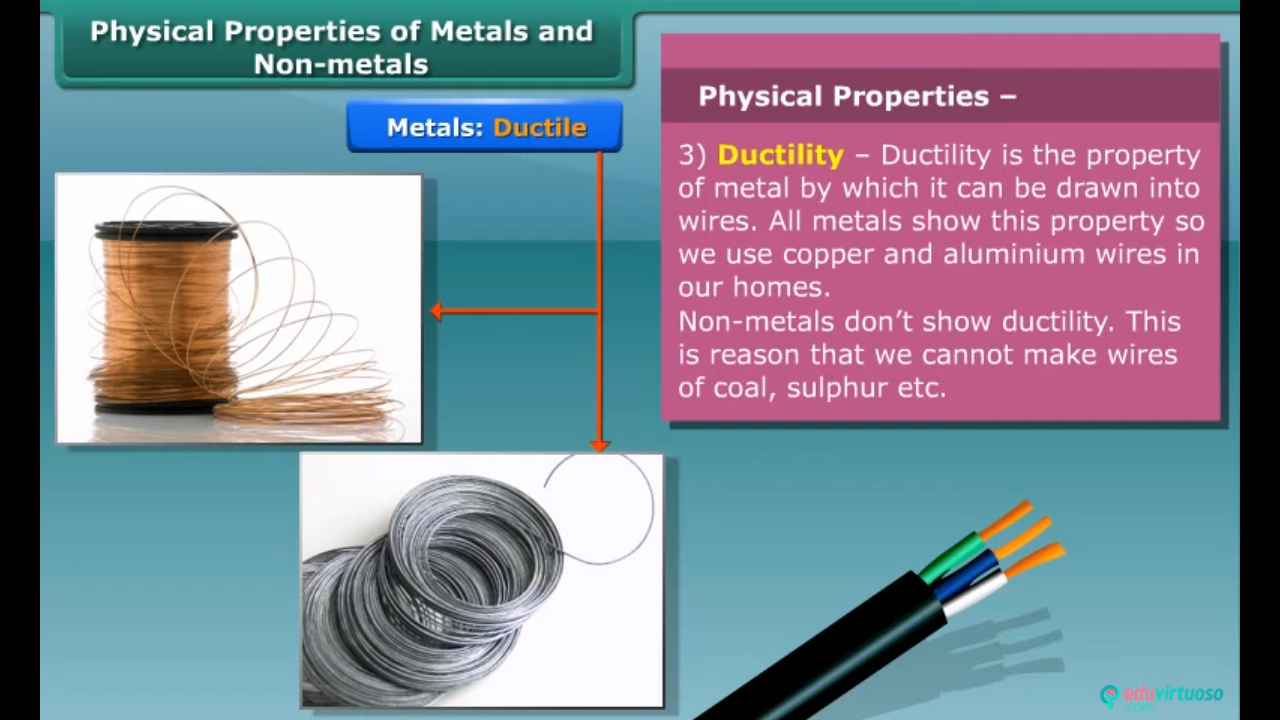 Physical Properties of Metals and
Non-metals
Metals: Ductile
Physical Properties –
3) Ductility – Ductility is the property
of metal by which it can be drawn into
wires. All metals show this property so
we use copper and aluminium wires in
our homes.
Non-metals don't show ductility. This
is reason that we cannot make wires
of coal, sulphur etc.
eduvirtuoso
.com